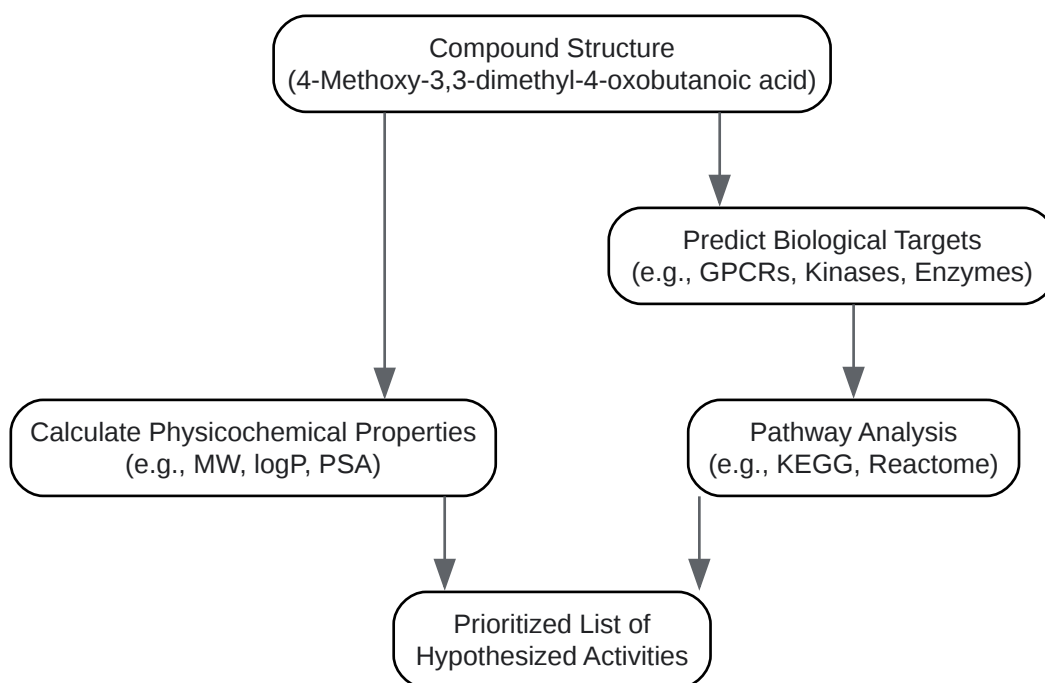 Compound Structure
(4-Methoxy-3,3-dimethyl-4-oxobutanoic acid)
Predict Biological Targets
(e.g., GPCRs, Kinases, Enzymes)
Calculate Physicochemical Properties
(e.g., MW, logP, PSA)
Pathway Analysis
(e.g., KEGG, Reactome)
Prioritized List of
Hypothesized Activities